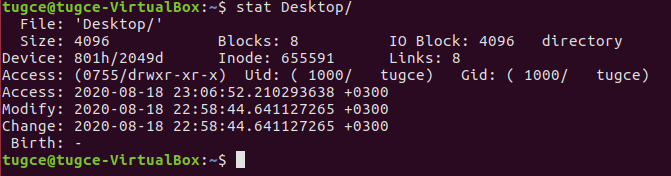 tugce@tugce-VirtualBox:~$ stat Desktop/
  File: 'Desktop/'
  Size: 4096            Blocks: 8          IO Block: 4096   directory
Device: 801h/2049d      Inode: 655591      Links: 8
Access: (0755/drwxr-xr-x)  Uid: ( 1000/   tugce)   Gid: ( 1000/   tugce)
Access: 2020-08-18 23:06:52.210293638 +0300
Modify: 2020-08-18 22:58:44.641127265 +0300
Change: 2020-08-18 22:58:44.641127265 +0300
 Birth: -
tugce@tugce-VirtualBox:~$